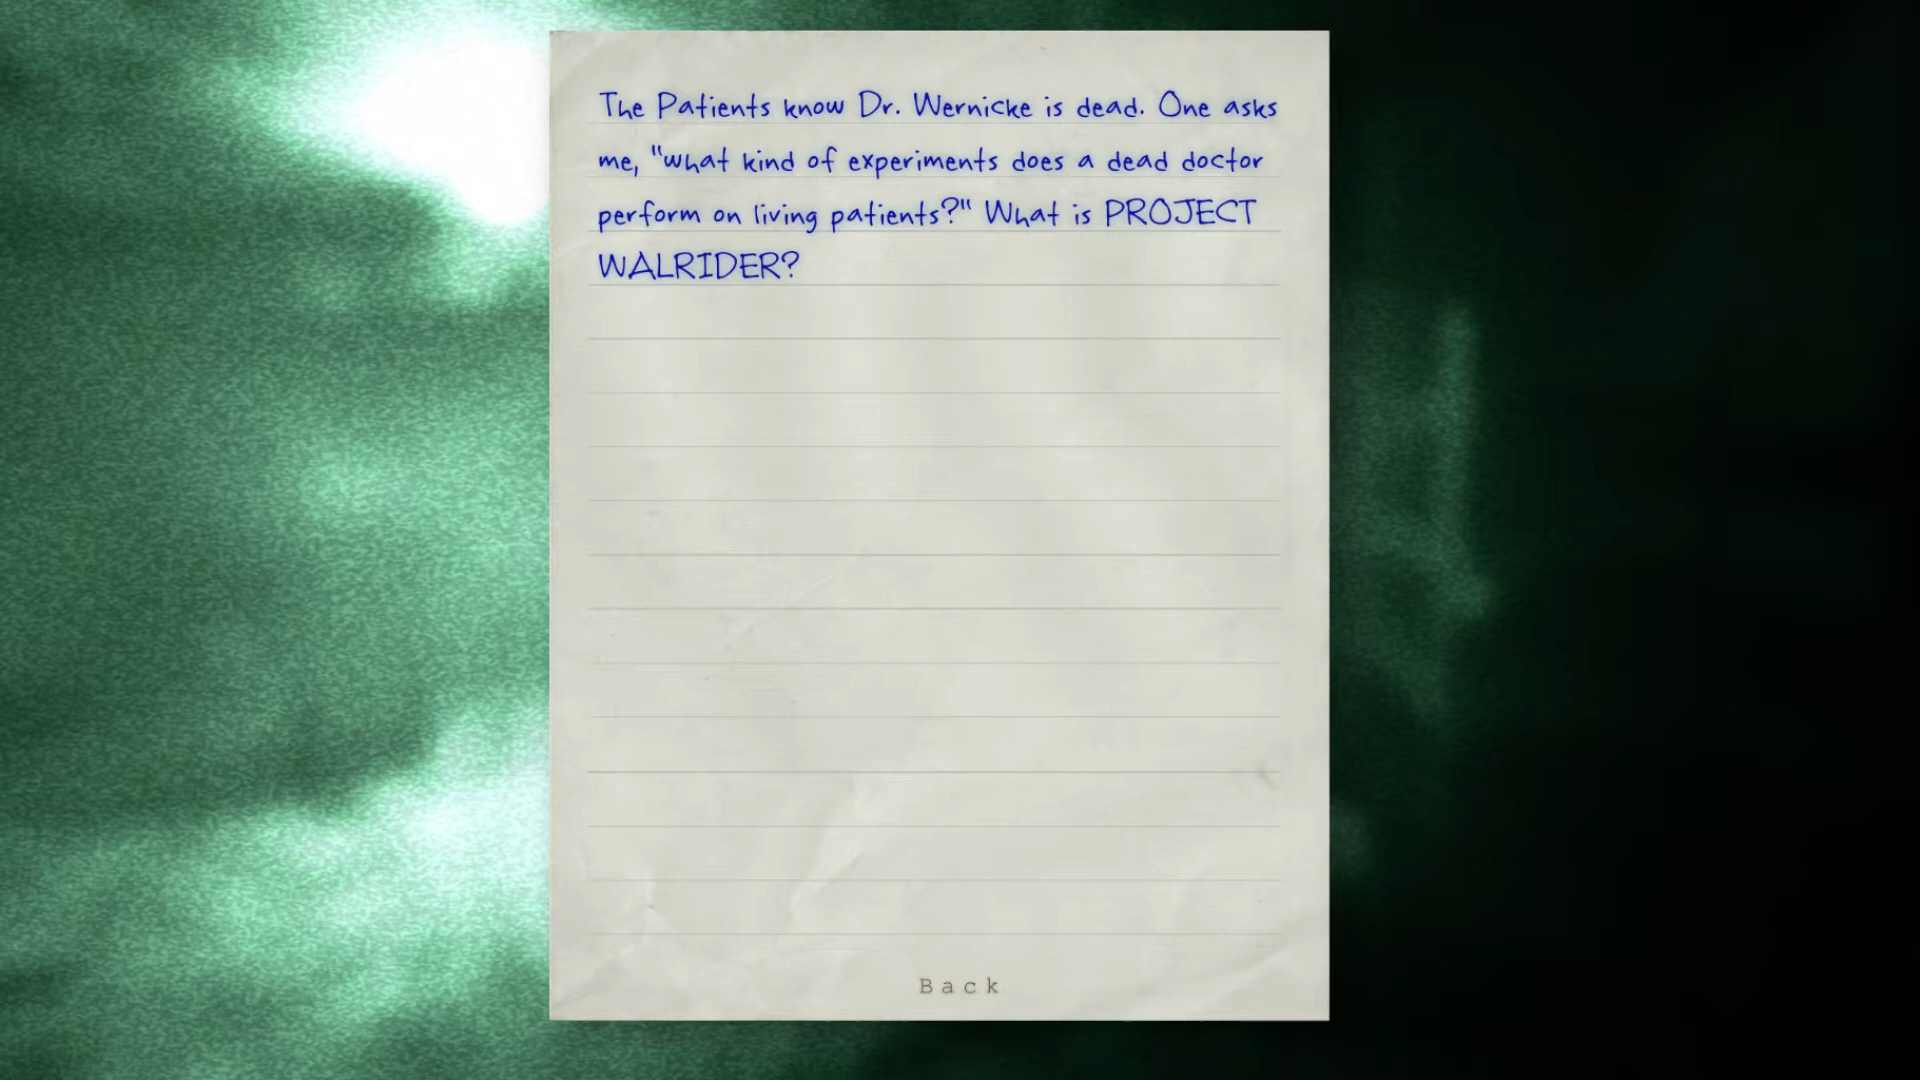 The Patients know Dr. Wernicke is dead. One asks
me, "what kind of experiments does a dead doctor
perform on living patients?" What is PROJECT
WALRIDER?
Back